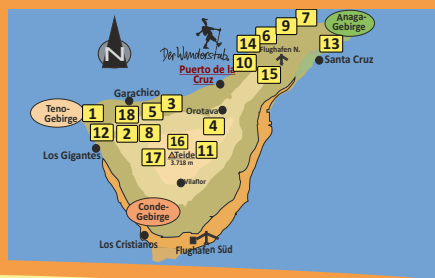 7
Anaga-
Gebirge
9
6
14
13
N
Der Wanderstab
Flughafen N.
Santa Cruz
10
15
Puerto de la
Cruz
Garachico
Teno-
Gebirge
1
18
5
3
Orotava
4
12
2
8
16
11
Los Gigantes
17
Teide
3.718 m
Vilaflor
Conde-
Gebirge
Los Cristianos
Flughafen Süd